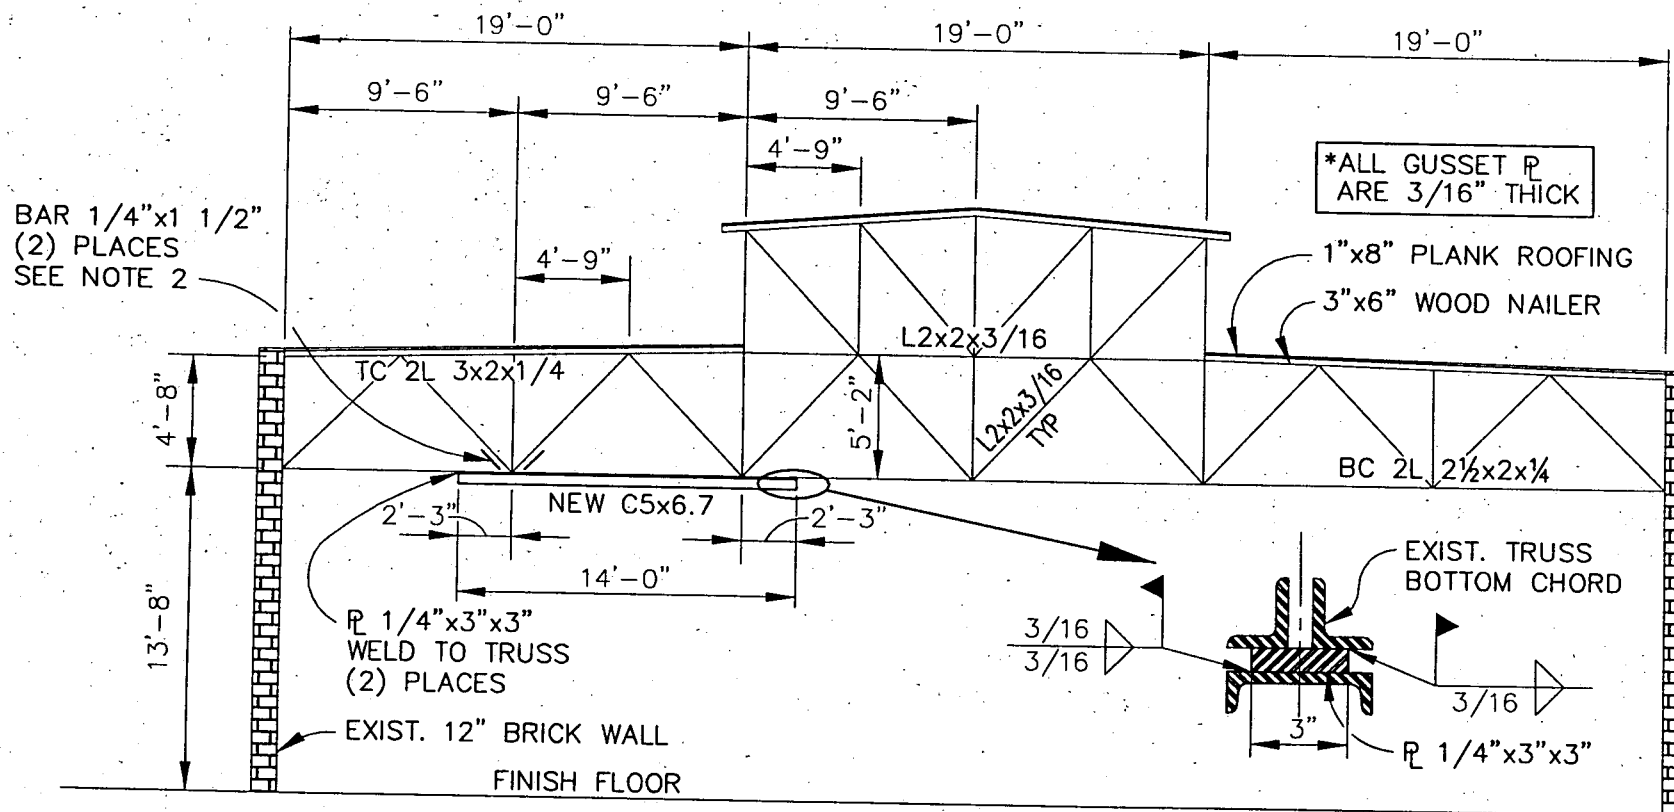 19'-0"
19'-0"
19'-0"
9'-6"
9'-6"
9'-6"
4'-9"
*ALL GUSSET PL
ARE 3/16" THICK
BAR 1/4"x1 1/2"
(2) PLACES
SEE NOTE 2
4'-9"
1"x8" PLANK ROOFING
3"x6" WOOD NAILER
L2x2x3/16
TC 2L 3x2x1/4
4'-8"
5'-2"
L2x2x3/16
TYP
BC 2L 2½x2x¼
NEW C5x6.7
2'-3"
2'-3"
14'-0"
13'-8"
PL 1/4"x3"x3"
WELD TO TRUSS
(2) PLACES
EXIST. TRUSS
BOTTOM CHORD
3/16
3/16
3/16
3"
PL 1/4"x3"x3"
EXIST. 12" BRICK WALL
FINISH FLOOR